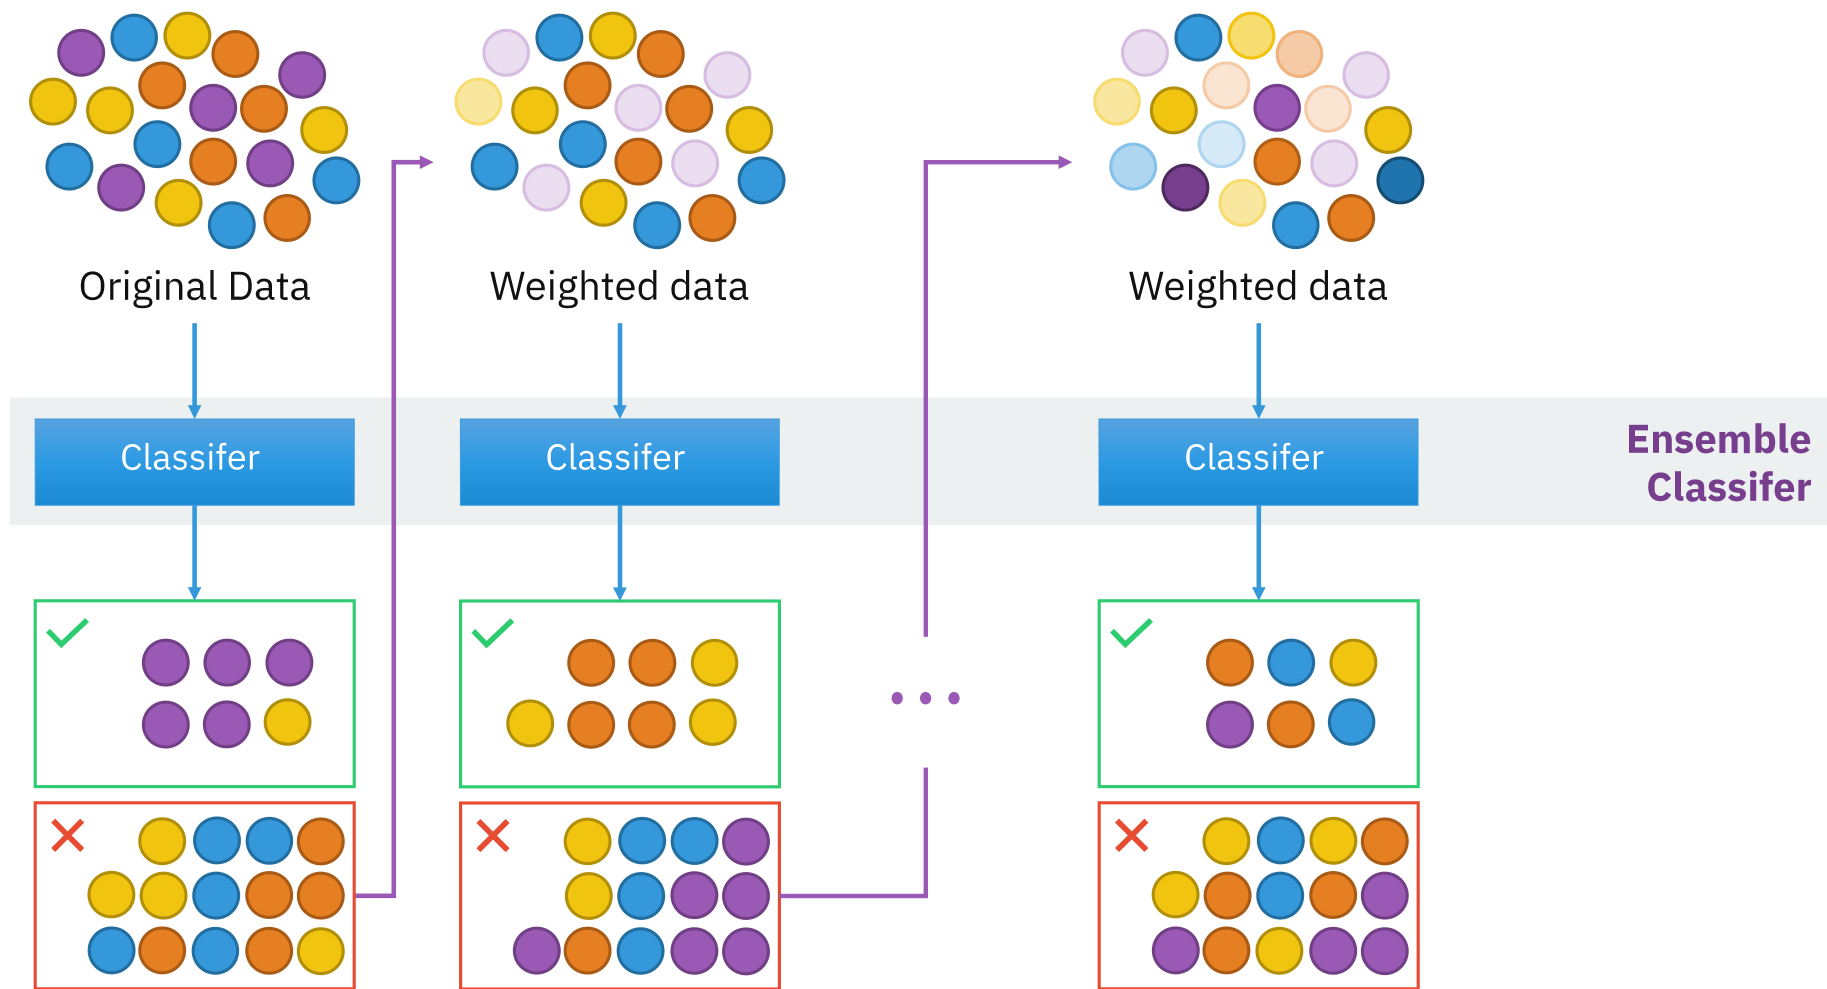 Original Data
Weighted data
Weighted data
Classifer
Classifer
Classifer
Ensemble
Classifer